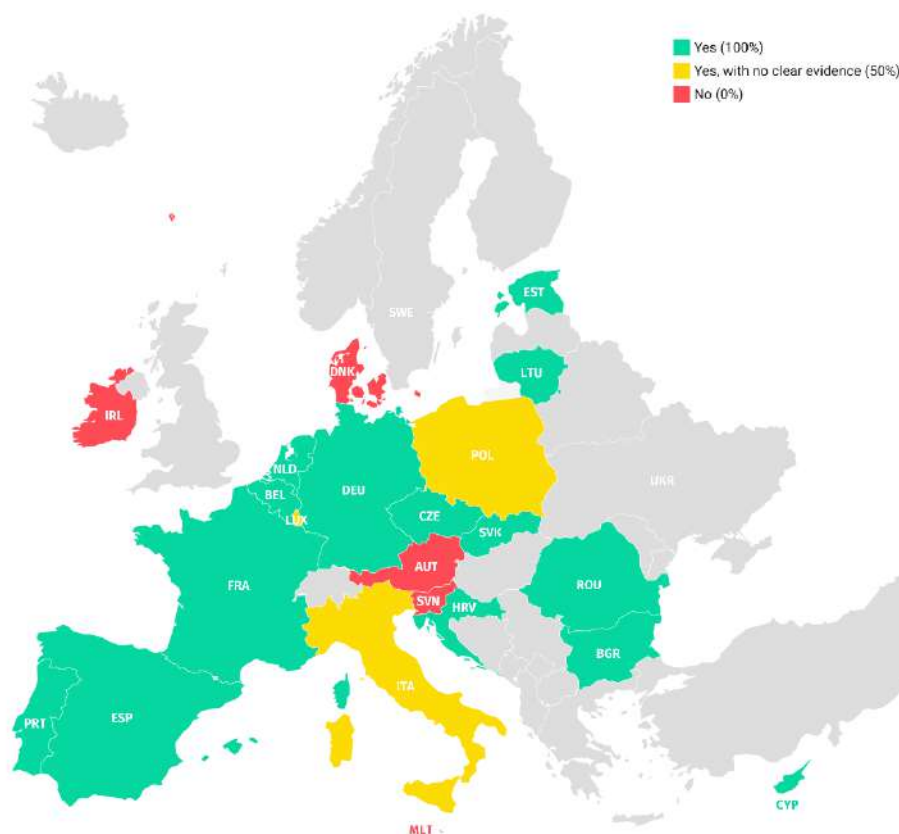 Yes (100%)
Yes, with no clear evidence (50%)
No (0%)
EST
SWE
LTU
DNK
IRL
POL
NLD
UKR
BEL
DEU
LUX
CZE
SVK
AUT
FRA
ROU
SVN
HRV
BGR
ITA
ESP
PRT
CYP
MLT